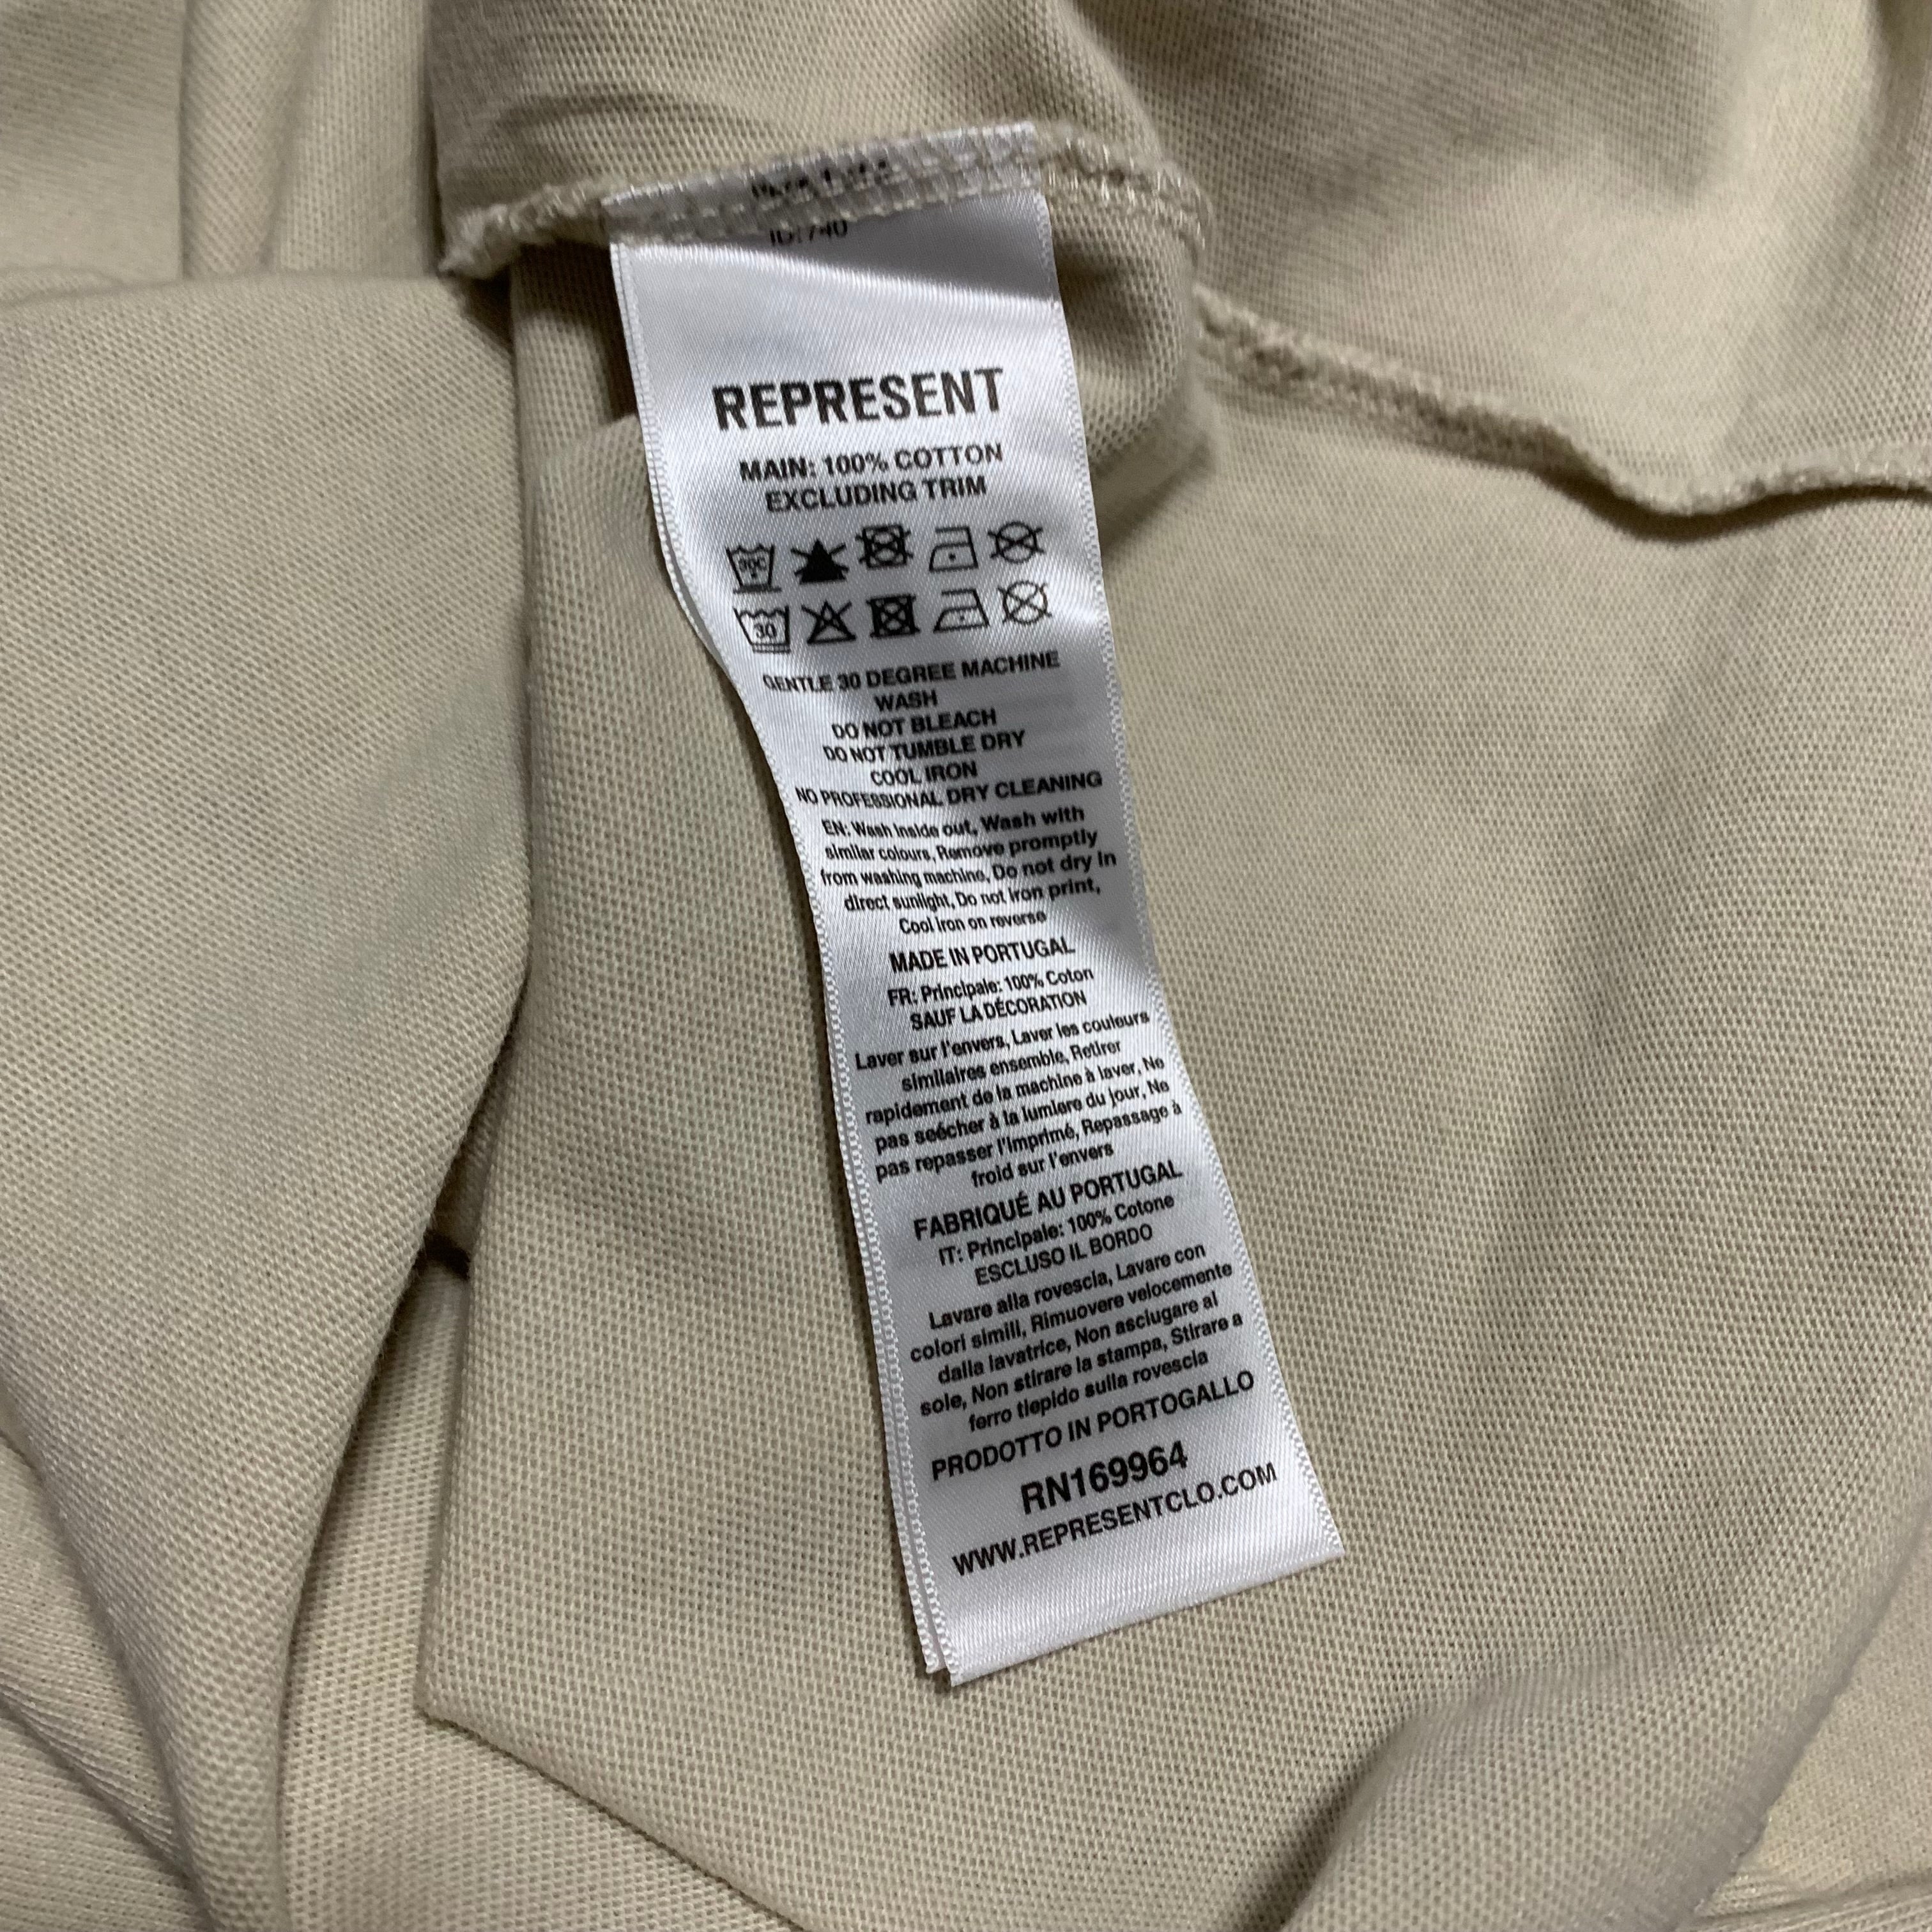 ID:740
REPRESENT
MAIN: 100% COTTON
EXCLUDING TRIM
30C
30
GENTLE 30 DEGREE MACHINE
WASH
DO NOT BLEACH
DO NOT TUMBLE DRY
COOL IRON
NO PROFESSIONAL DRY CLEANING
EN: Wash inside out, Wash with
similar colours, Remove promptly
from washing machine, Do not dry in
direct sunlight, Do not iron print,
Cool iron on reverse
MADE IN PORTUGAL
FR: Principale: 100% Coton
SAUF LA DÉCORATION
Laver sur l'envers, Laver les couleurs
similaires ensemble, Retirer
rapidement de la machine à laver, Ne
pas seécher à la lumiere du jour, Ne
pas repasser l'imprimé, Repassage à
froid sur l'envers
FABRIQUÉ AU PORTUGAL
IT: Principale: 100% Cotone
ESCLUSO IL BORDO
Lavare alla rovescia, Lavare con
colori simili, Rimuovere velocemente
dalla lavatrice, Non asciugare al
sole, Non stirare la stampa, Stirare a
ferro tiepido sulla rovescia
PRODOTTO IN PORTOGALLO
RN169964
WWW.REPRESENTCLO.COM